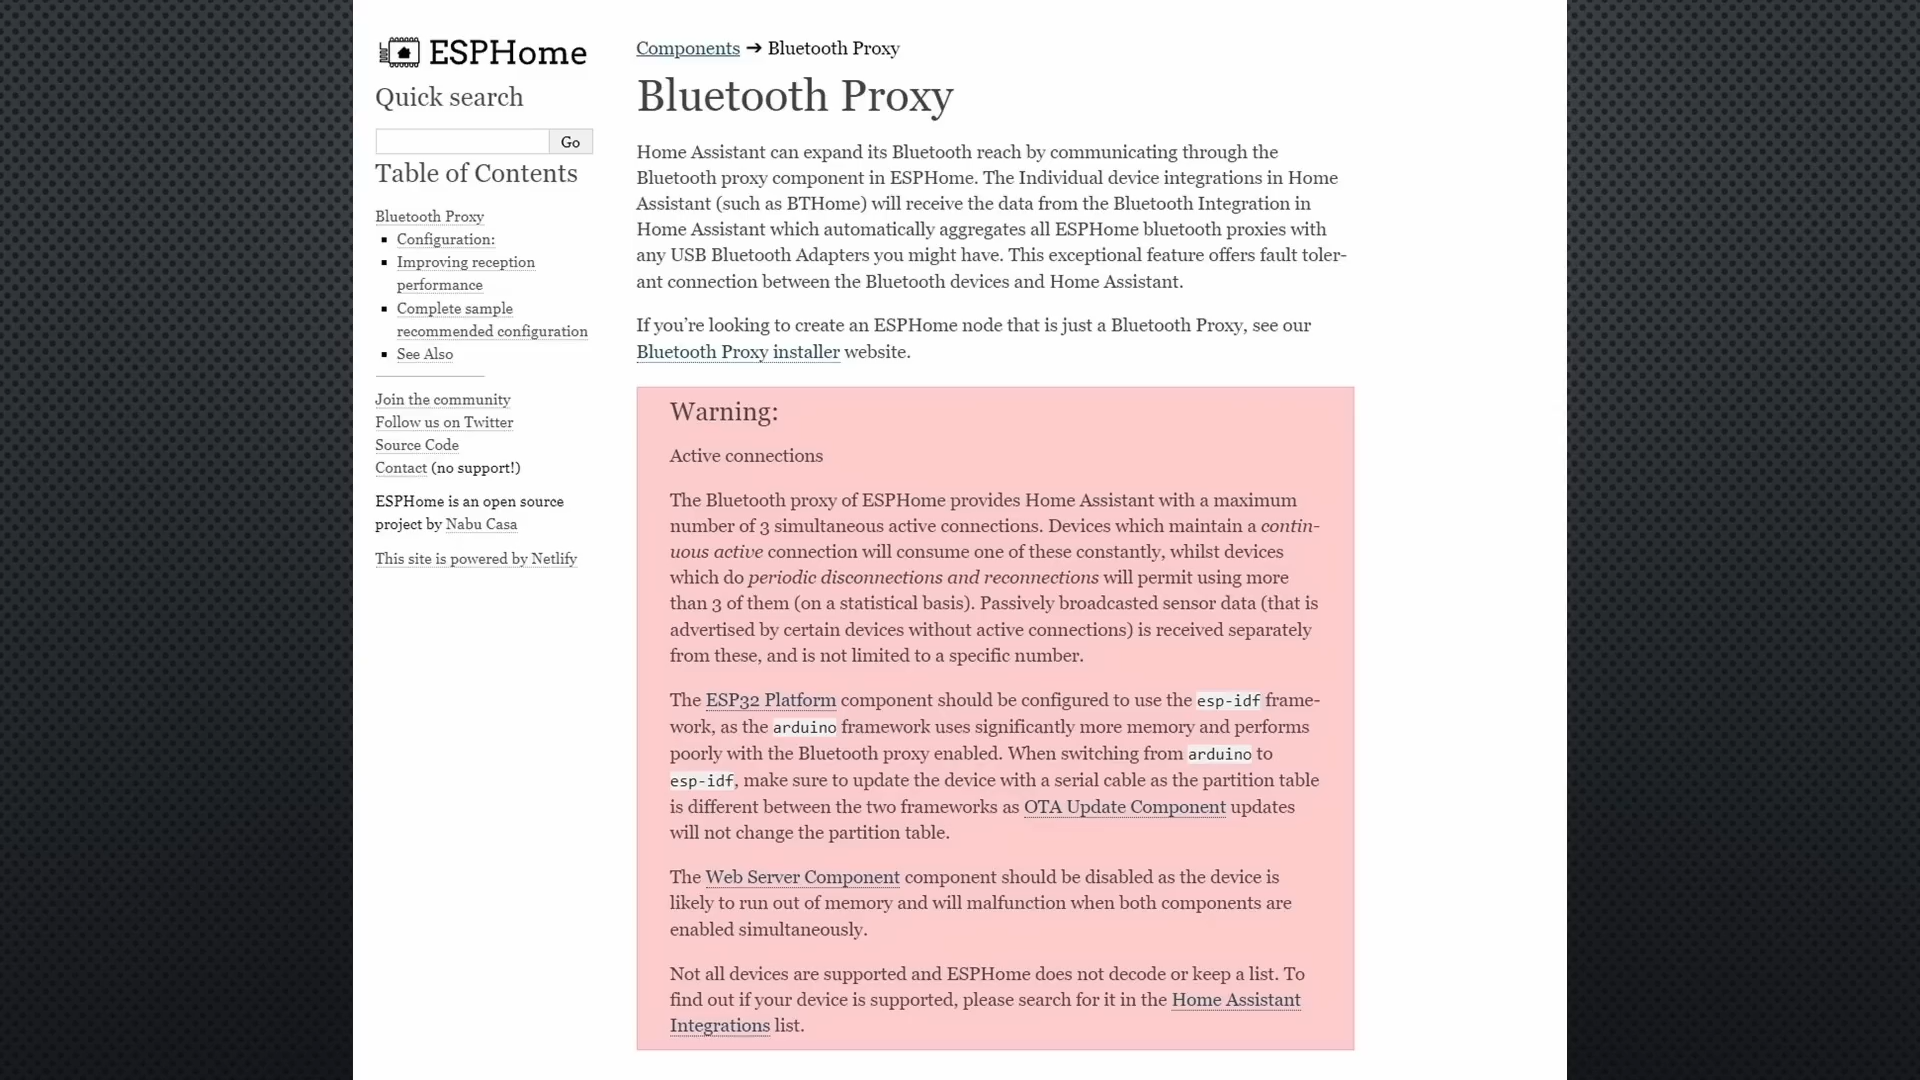 ESPHome
Quick search
Go
Table of Contents
Bluetooth Proxy
Configuration:
Improving reception
performance
Complete sample
recommended configuration
See Also
Join the community
Follow us on Twitter
Source Code
Contact (no support!)
ESPHome is an open source
project by Nabu Casa
This site is powered by Netlify
Components ➔ Bluetooth Proxy
Bluetooth Proxy
Home Assistant can expand its Bluetooth reach by communicating through the
Bluetooth proxy component in ESPHome. The Individual device integrations in Home
Assistant (such as BTHome) will receive the data from the Bluetooth Integration in
Home Assistant which automatically aggregates all ESPHome bluetooth proxies with
any USB Bluetooth Adapters you might have. This exceptional feature offers fault toler-
ant connection between the Bluetooth devices and Home Assistant.
If you’re looking to create an ESPHome node that is just a Bluetooth Proxy, see our
Bluetooth Proxy installer website.
Warning:
Active connections
The Bluetooth proxy of ESPHome provides Home Assistant with a maximum
number of 3 simultaneous active connections. Devices which maintain a contin-
uous active connection will consume one of these constantly, whilst devices
which do periodic disconnections and reconnections will permit using more
than 3 of them (on a statistical basis). Passively broadcasted sensor data (that is
advertised by certain devices without active connections) is received separately
from these, and is not limited to a specific number.
The ESP32 Platform component should be configured to use the esp-idf frame-
work, as the arduino framework uses significantly more memory and performs
poorly with the Bluetooth proxy enabled. When switching from arduino to
esp-idf, make sure to update the device with a serial cable as the partition table
is different between the two frameworks as OTA Update Component updates
will not change the partition table.
The Web Server Component component should be disabled as the device is
likely to run out of memory and will malfunction when both components are
enabled simultaneously.
Not all devices are supported and ESPHome does not decode or keep a list. To
find out if your device is supported, please search for it in the Home Assistant
Integrations list.